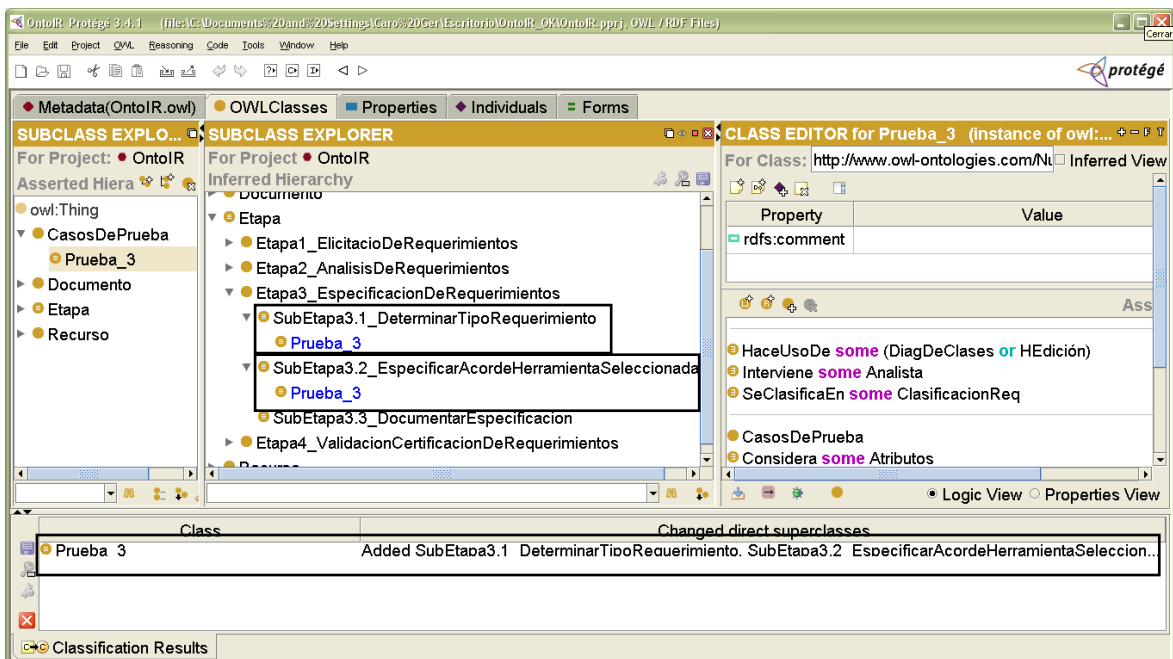 OntoIR Protégé 3.4.1 (file:\C:\Documents%20and%20Settings\Caro%20Ger\Escritorio\OntoIR_OK\OntoIR.pprj, OWL / RDF Files)
Cerrar
File Edit Project OWL Reasoning Code Tools Window Help
protégé
Metadata(OntoIR.owl) OWLClasses Properties Individuals Forms
SUBCLASS EXPLO...
For Project: OntoIR
Asserted Hiera
owl:Thing
CasosDePrueba
Prueba_3
Documento
Etapa
Recurso
SUBCLASS EXPLORER
For Project OntoIR
Inferred Hierarchy
Documento
Etapa
Etapa1_ElicitacioDeRequerimientos
Etapa2_AnalisisDeRequerimientos
Etapa3_EspecificacionDeRequerimientos
SubEtapa3.1_DeterminarTipoRequerimiento
Prueba_3
SubEtapa3.2_EspecificarAcordeHerramientaSeleccionada
Prueba_3
SubEtapa3.3_DocumentarEspecificacion
Etapa4_ValidacionCertificacionDeRequerimientos
Recurso
CLASS EDITOR for Prueba_3 (instance of owl:...
For Class: http://www.owl-ontologies.com/Nu Inferred View
Property Value
rdfs:comment
Ass
HaceUsoDe some (DiagDeClases or HEdición)
Interviene some Analista
SeClasificaEn some ClasificacionReq
CasosDePrueba
Considera some Atributos
Logic View Properties View
Class Changed direct superclasses
Prueba_3 Added SubEtapa3.1_DeterminarTipoRequerimiento, SubEtapa3.2_EspecificarAcordeHerramientaSeleccion...
Classification Results